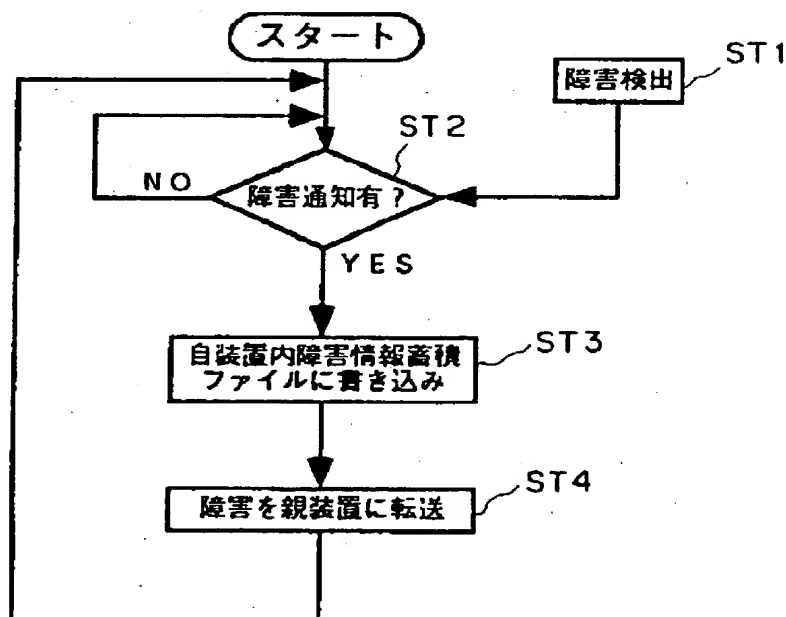 スタート
障害検出
ST1
ST2
NO
障害通知有？
YES
自装置内障害情報蓄積
ファイルに書き込み
ST3
障害を親装置に転送
ST4